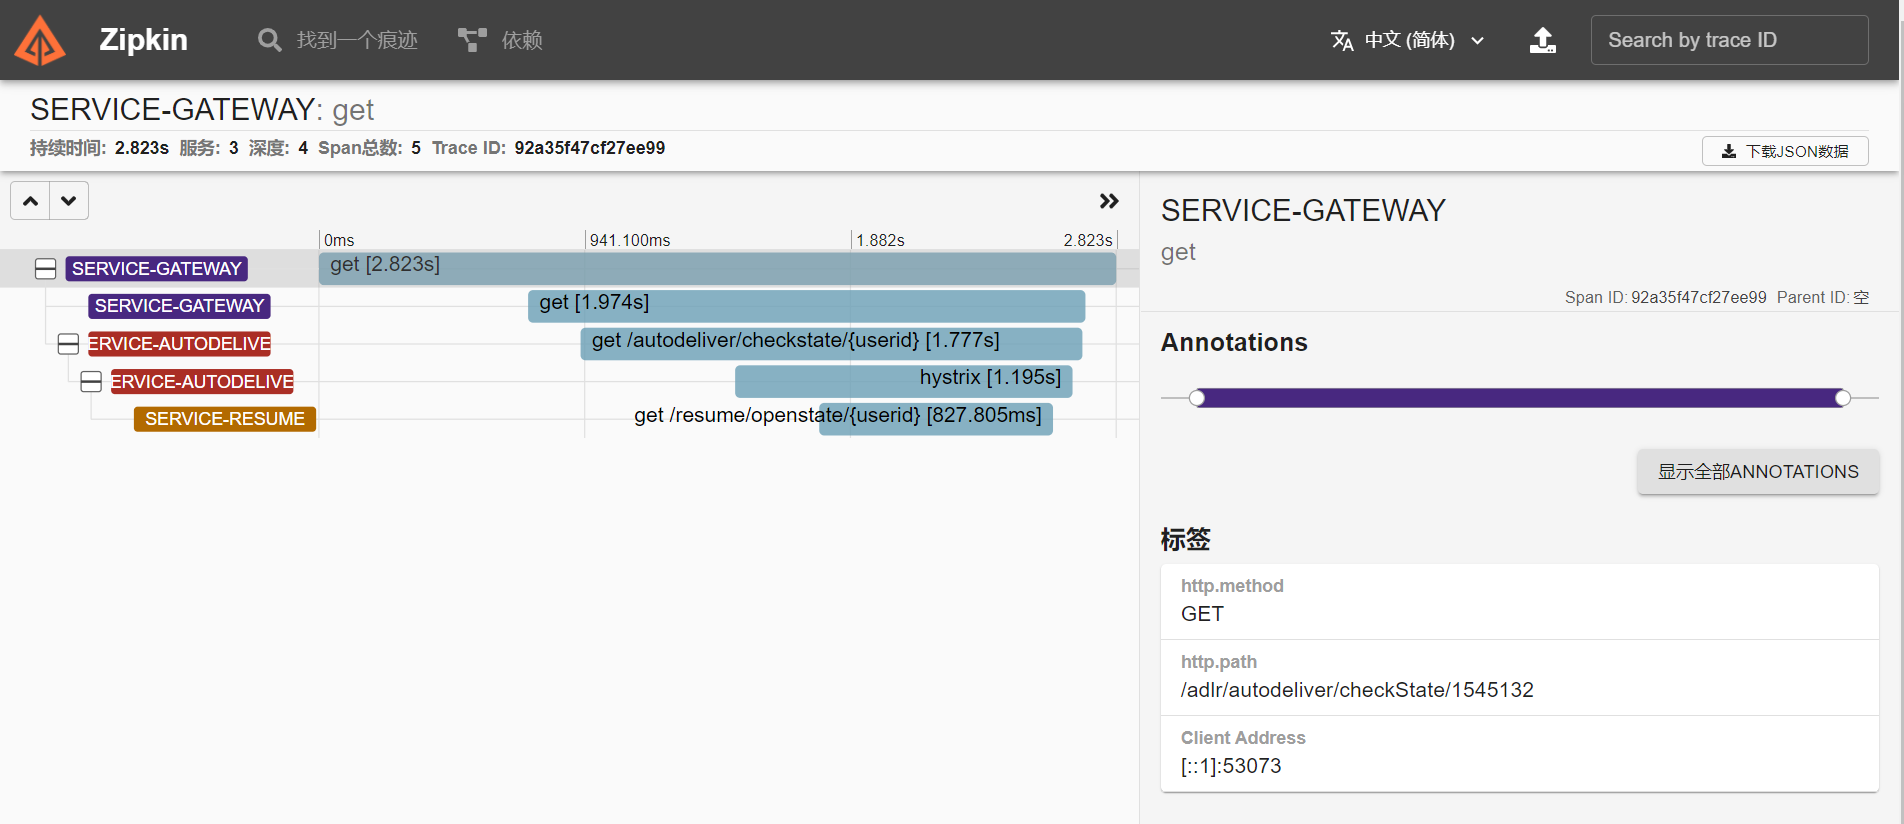 Zipkin
找到一个痕迹
依赖
中文 (简体)
Search by trace ID
SERVICE-GATEWAY: get
持续时间: 2.823s 服务: 3 深度: 4 Span总数: 5 Trace ID: 92a35f47cf27ee99
下载JSON数据
0ms
941.100ms
1.882s
2.823s
SERVICE-GATEWAY
get [2.823s]
SERVICE-GATEWAY
get [1.974s]
ERVICE-AUTODELIVE
get /autodeliver/checkstate/{userid} [1.777s]
ERVICE-AUTODELIVE
hystrix [1.195s]
SERVICE-RESUME
get /resume/openstate/{userid} [827.805ms]
SERVICE-GATEWAY
get
Span ID: 92a35f47cf27ee99 Parent ID: 空
Annotations
显示全部ANNOTATIONS
标签
http.method
GET
http.path
/adlr/autodeliver/checkState/1545132
Client Address
[::1]:53073